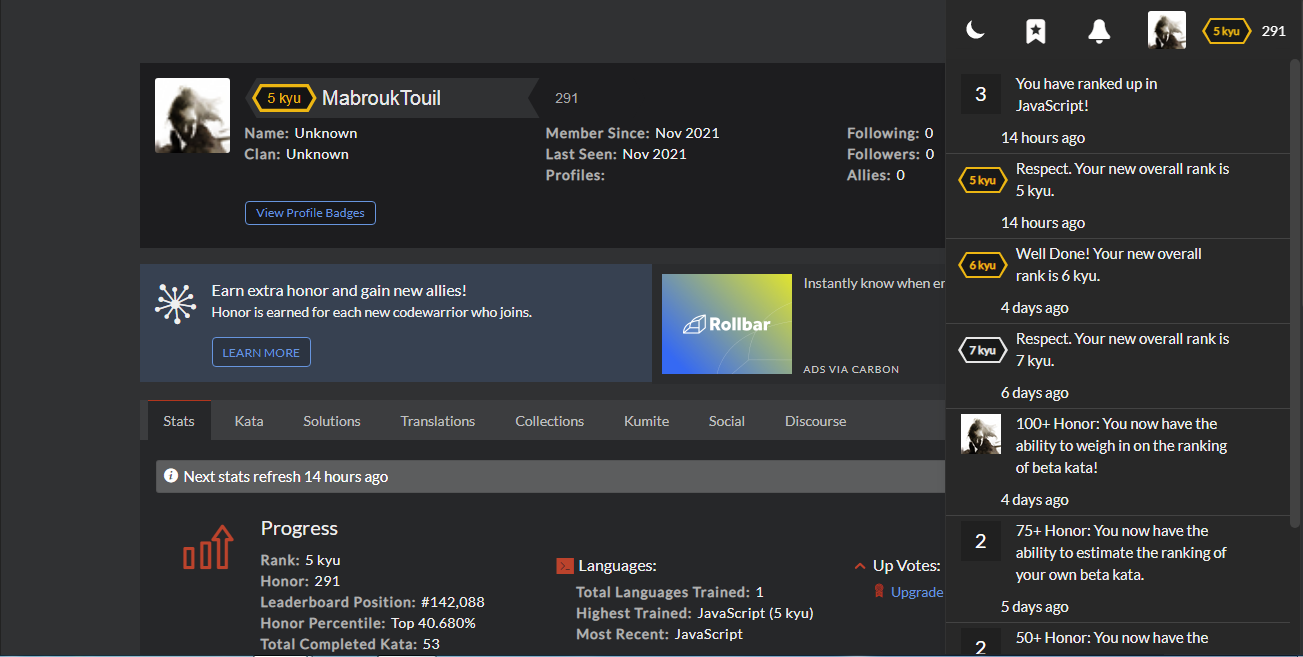 5 kyu 291
5 kyu MabroukTouil 291
Name: Unknown
Clan: Unknown
Member Since: Nov 2021
Last Seen: Nov 2021
Profiles:
Following: 0
Followers: 0
Allies: 0
View Profile Badges
Earn extra honor and gain new allies!
Honor is earned for each new codewarrior who joins.
LEARN MORE
Rollbar
Instantly know when er
ADS VIA CARBON
Stats Kata Solutions Translations Collections Kumite Social Discourse
Next stats refresh 14 hours ago
Progress
Rank: 5 kyu
Honor: 291
Leaderboard Position: #142,088
Honor Percentile: Top 40.680%
Total Completed Kata: 53
Languages:
Total Languages Trained: 1
Highest Trained: JavaScript (5 kyu)
Most Recent: JavaScript
Up Votes:
Upgrade
3
You have ranked up in
JavaScript!
14 hours ago
5 kyu
Respect. Your new overall rank is
5 kyu.
14 hours ago
6 kyu
Well Done! Your new overall
rank is 6 kyu.
4 days ago
7 kyu
Respect. Your new overall rank is
7 kyu.
6 days ago
100+ Honor: You now have the
ability to weigh in on the ranking
of beta kata!
4 days ago
2
75+ Honor: You now have the
ability to estimate the ranking of
your own beta kata.
5 days ago
2
50+ Honor: You now have the